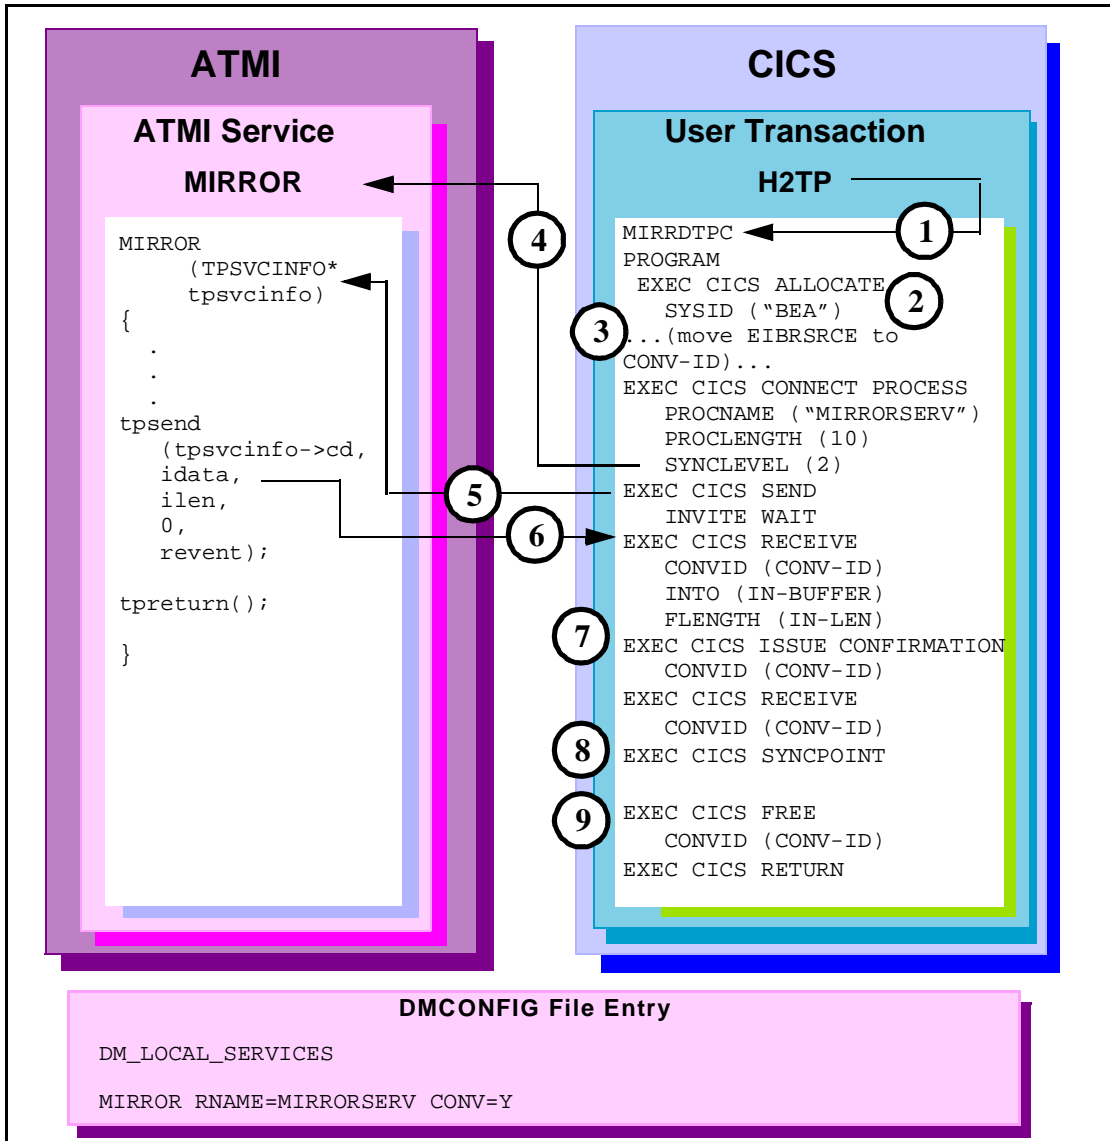 ATMI
ATMI Service
MIRROR
MIRROR
(TPSVCINFO*
tpsvcinfo)
{
.
.
.
tpsend
(tpsvcinfo->cd,
idata,
ilen,
0,
revent);
tpreturn();
}
4
5
6
CICS
User Transaction
H2TP
1
MIRRDTPC
PROGRAM
EXEC CICS ALLOCATE
2
SYSID (“BEA”)
3
...(move EIBRSRCE to
CONV-ID)...
EXEC CICS CONNECT PROCESS
PROCNAME (“MIRRORSERV”)
PROCLENGTH (10)
SYNCLEVEL (2)
EXEC CICS SEND
INVITE WAIT
EXEC CICS RECEIVE
CONVID (CONV-ID)
INTO (IN-BUFFER)
FLENGTH (IN-LEN)
7
EXEC CICS ISSUE CONFIRMATION
CONVID (CONV-ID)
EXEC CICS RECEIVE
CONVID (CONV-ID)
8
EXEC CICS SYNCPOINT
9
EXEC CICS FREE
CONVID (CONV-ID)
EXEC CICS RETURN
DMCONFIG File Entry
DM_LOCAL_SERVICES
MIRROR RNAME=MIRRORSERV CONV=Y